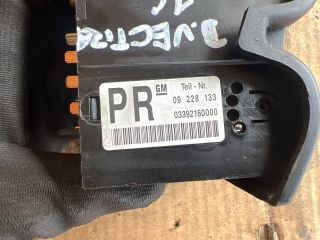 D.VECTRA
PR GM Teil - Nr.
09 228 133
03392160000